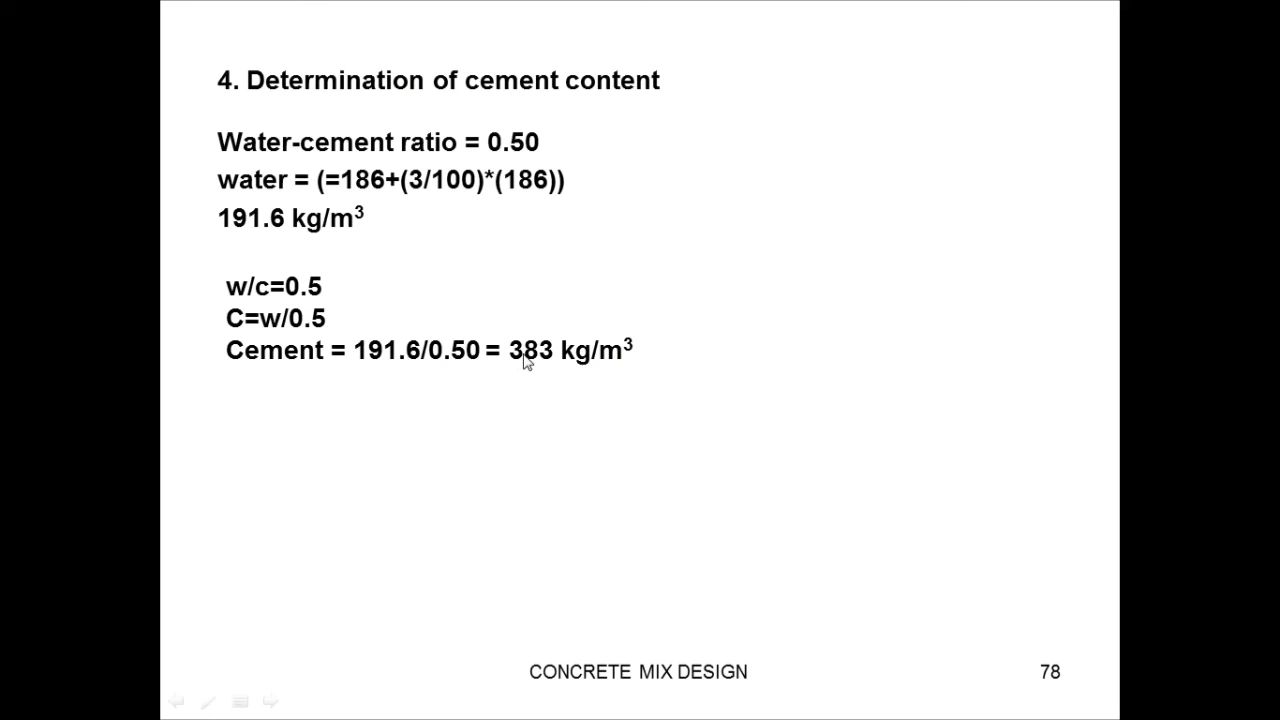 4. Determination of cement content
Water-cement ratio = 0.50
water = (=186+(3/100)*(186))
191.6 kg/m³
w/c=0.5
C=w/0.5
Cement = 191.6/0.50 = 383 kg/m³
CONCRETE MIX DESIGN
78